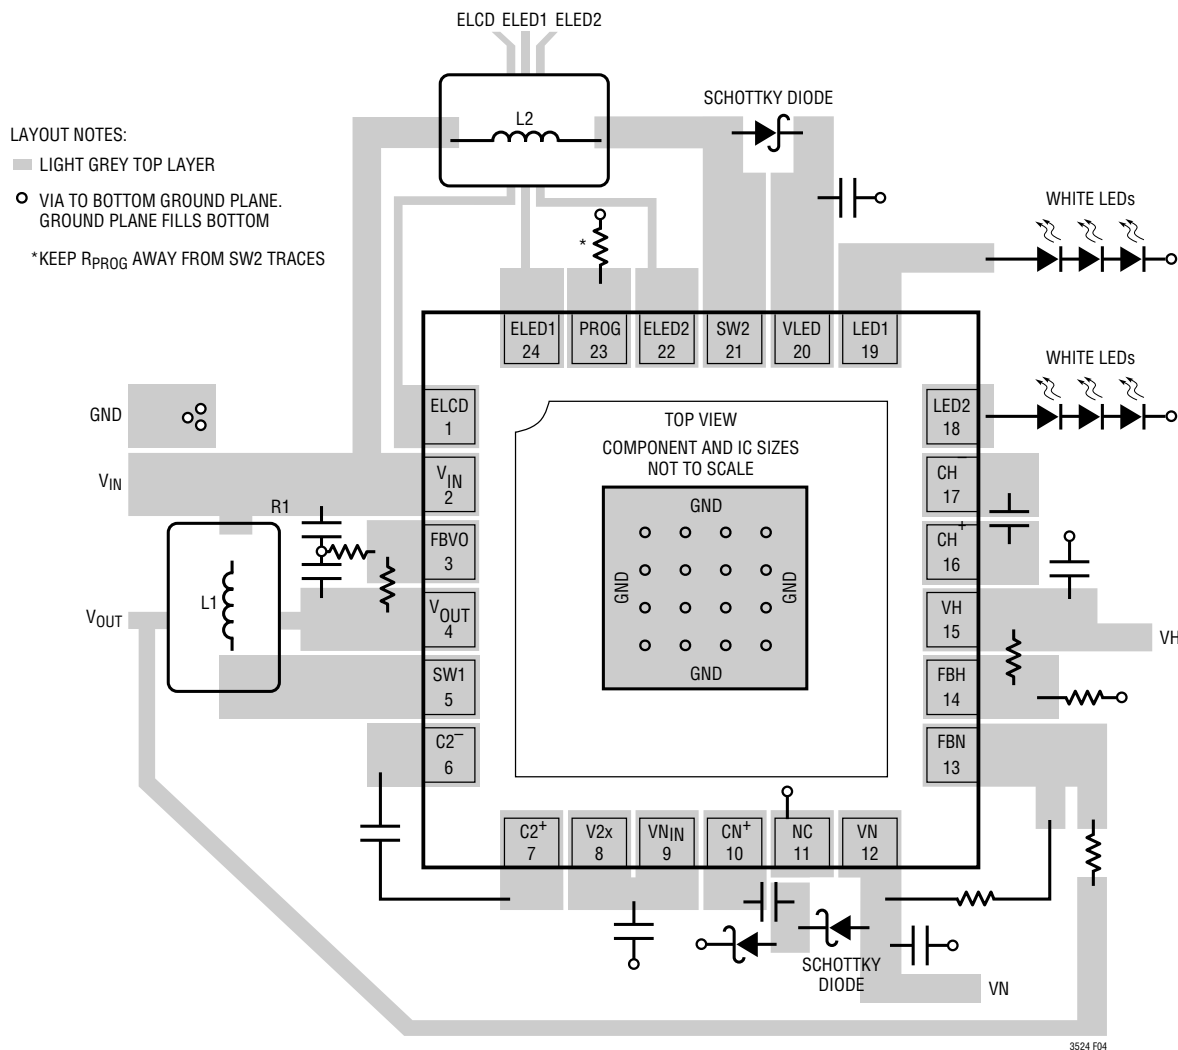 ELCD ELED1 ELED2
L2
SCHOTTKY DIODE
LAYOUT NOTES:
LIGHT GREY TOP LAYER
VIA TO BOTTOM GROUND PLANE.
GROUND PLANE FILLS BOTTOM
*KEEP RPROG AWAY FROM SW2 TRACES
*
WHITE LEDs
ELED1
24
PROG
23
ELED2
22
SW2
21
VLED
20
LED1
19
WHITE LEDs
GND
VIN
R1
L1
VOUT
ELCD
1
VIN
2
FBVO
3
VOUT
4
SW1
5
C2–
6
TOP VIEW
COMPONENT AND IC SIZES
NOT TO SCALE
GND
GND
GND
GND
LED2
18
CH–
17
CH+
16
VH
15
FBH
14
FBN
13
VH
C2+
7
V2x
8
VNIN
9
CN+
10
NC
11
VN
12
SCHOTTKY
DIODE
VN
3524 F04